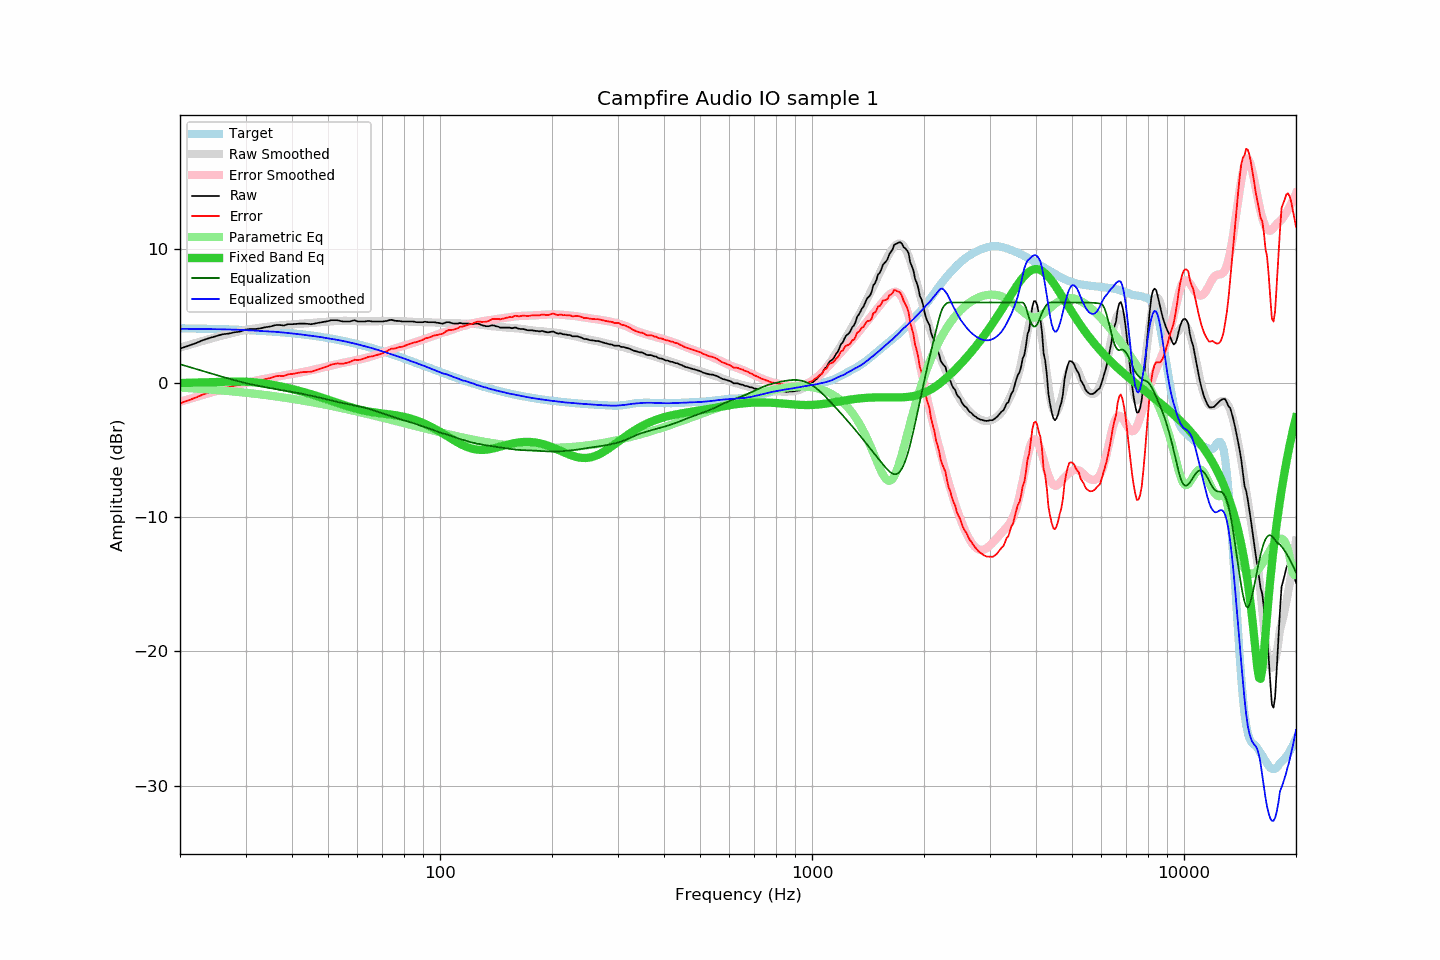 Campfire Audio IO sample 1
Target
Raw Smoothed
Error Smoothed
Raw
Error
Parametric Eq
Fixed Band Eq
Equalization
Equalized smoothed
10
0
−10
−20
−30
Amplitude (dBr)
100 1000 10000
Frequency (Hz)